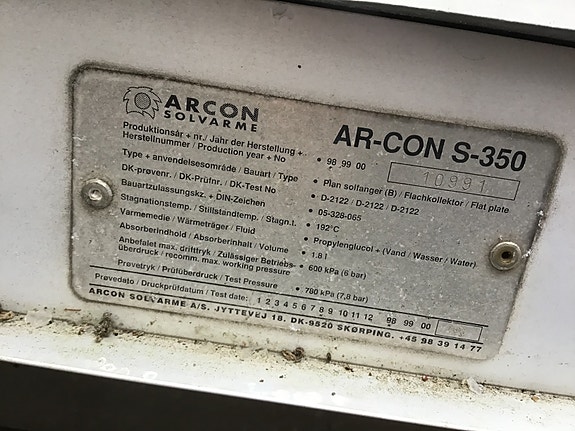 ARCON
SOLVARME
AR-CON S-350
Produktionsår + nr./ Jahr der Herstellung +
Herstellnummer / Production year + No • 98 99 00 10991
Type + anvendelsesområde / Bauart / Type • Plan solfanger (B) / Flachkollektor / Flat plate
DK-prøvenr. / DK-Prüfnr. / DK-Test No • D-2122 / D-2122 / D-2122
Bauartzulassungskz. + DIN-Zeichen • 05-328-065
Stagnationstemp. / Stillstandtemp. / Stagn.t. • 192°C
Varmemedie / Wärmeträger / Fluid • Propylenglucol + (Vand / Wasser / Water)
Absorberindhold / Absorberinhalt / Volume • 1.8 l
Anbefalet max. drifttryk / Zulässiger Betriebs-
überdruck / recomm. max. working pressure • 600 kPa (6 bar)
Prøvetryk / Prüfüberdruck / Test Pressure • 780 kPa (7,8 bar)
Prøvedato / Druckprüfdatum / Test date: 1 2 3 4 5 6 7 8 9 10 11 12 98 99 00
ARCON SOLVARME A/S. JYTTEVEJ 18. DK-9520 SKØRPING. +45 98 39 14 77